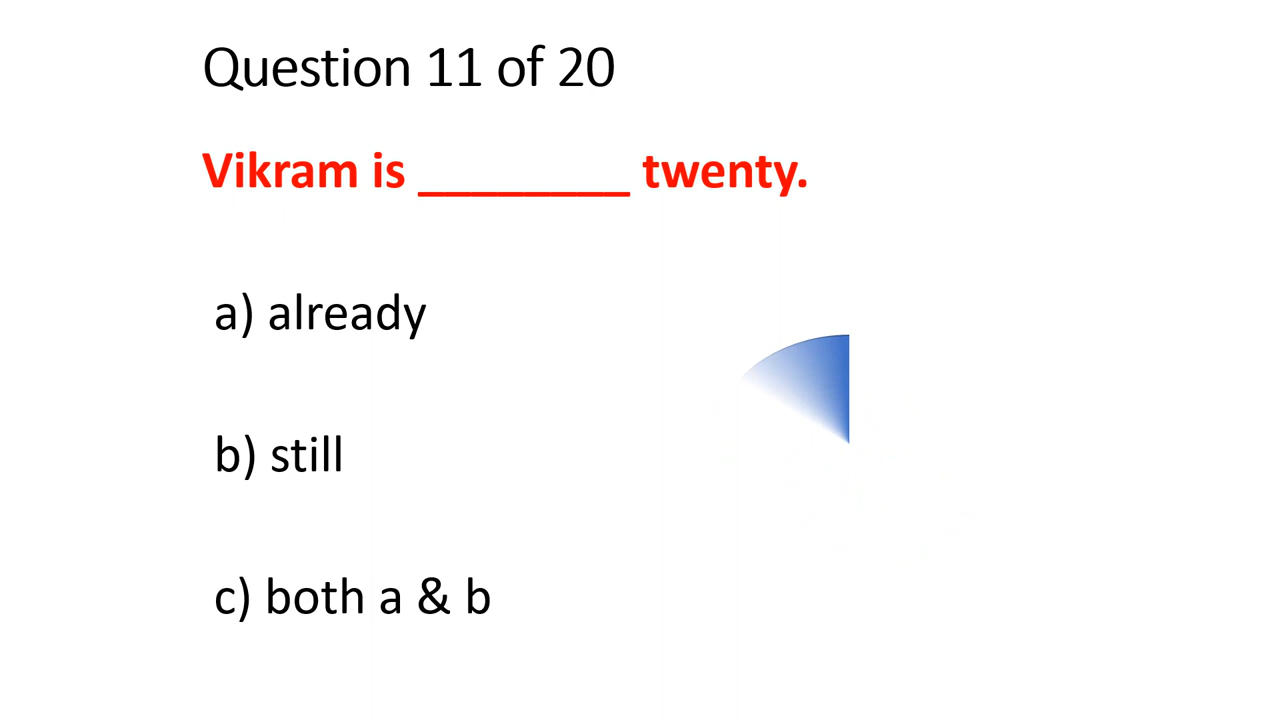 Question 11 of 20
Vikram is ________ twenty.
a) already
b) still
c) both a & b